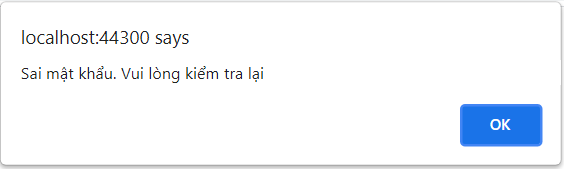 localhost:44300 says
Sai mật khẩu. Vui lòng kiểm tra lại
OK